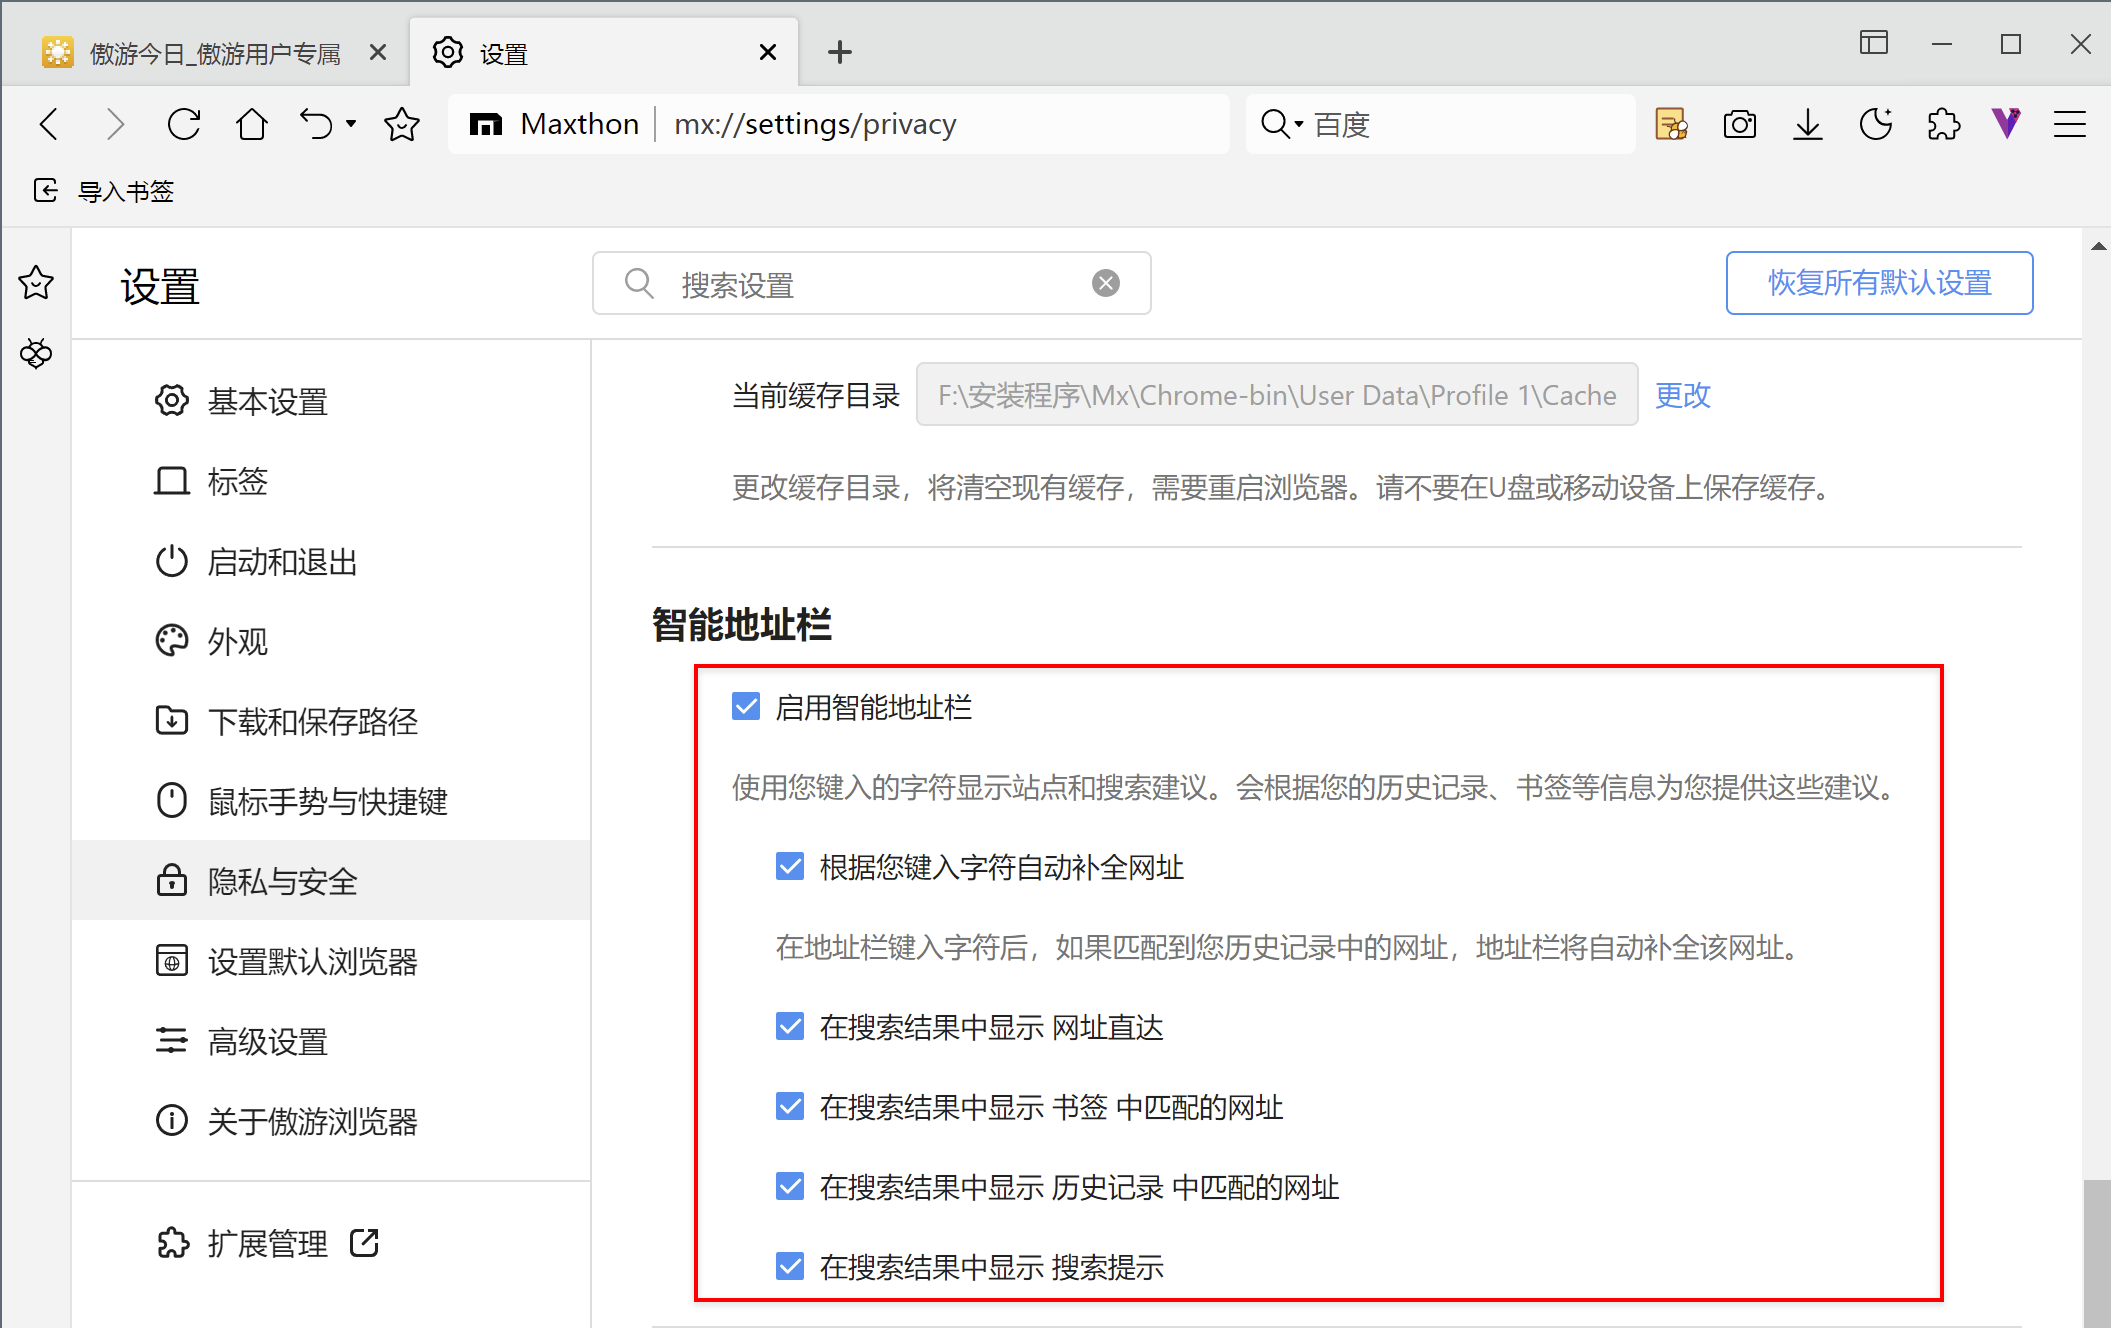 傲游今日_傲游用户专属
设置
Maxthon
mx://settings/privacy
百度
导入书签
设置
搜索设置
恢复所有默认设置
基本设置
标签
启动和退出
外观
下载和保存路径
鼠标手势与快捷键
隐私与安全
设置默认浏览器
高级设置
关于傲游浏览器
扩展管理
当前缓存目录 F:\安装程序\Mx\Chrome-bin\User Data\Profile 1\Cache 更改
更改缓存目录，将清空现有缓存，需要重启浏览器。请不要在U盘或移动设备上保存缓存。
智能地址栏
启用智能地址栏
使用您键入的字符显示站点和搜索建议。会根据您的历史记录、书签等信息为您提供这些建议。
根据您键入字符自动补全网址
在地址栏键入字符后，如果匹配到您历史记录中的网址，地址栏将自动补全该网址。
在搜索结果中显示 网址直达
在搜索结果中显示 书签 中匹配的网址
在搜索结果中显示 历史记录 中匹配的网址
在搜索结果中显示 搜索提示